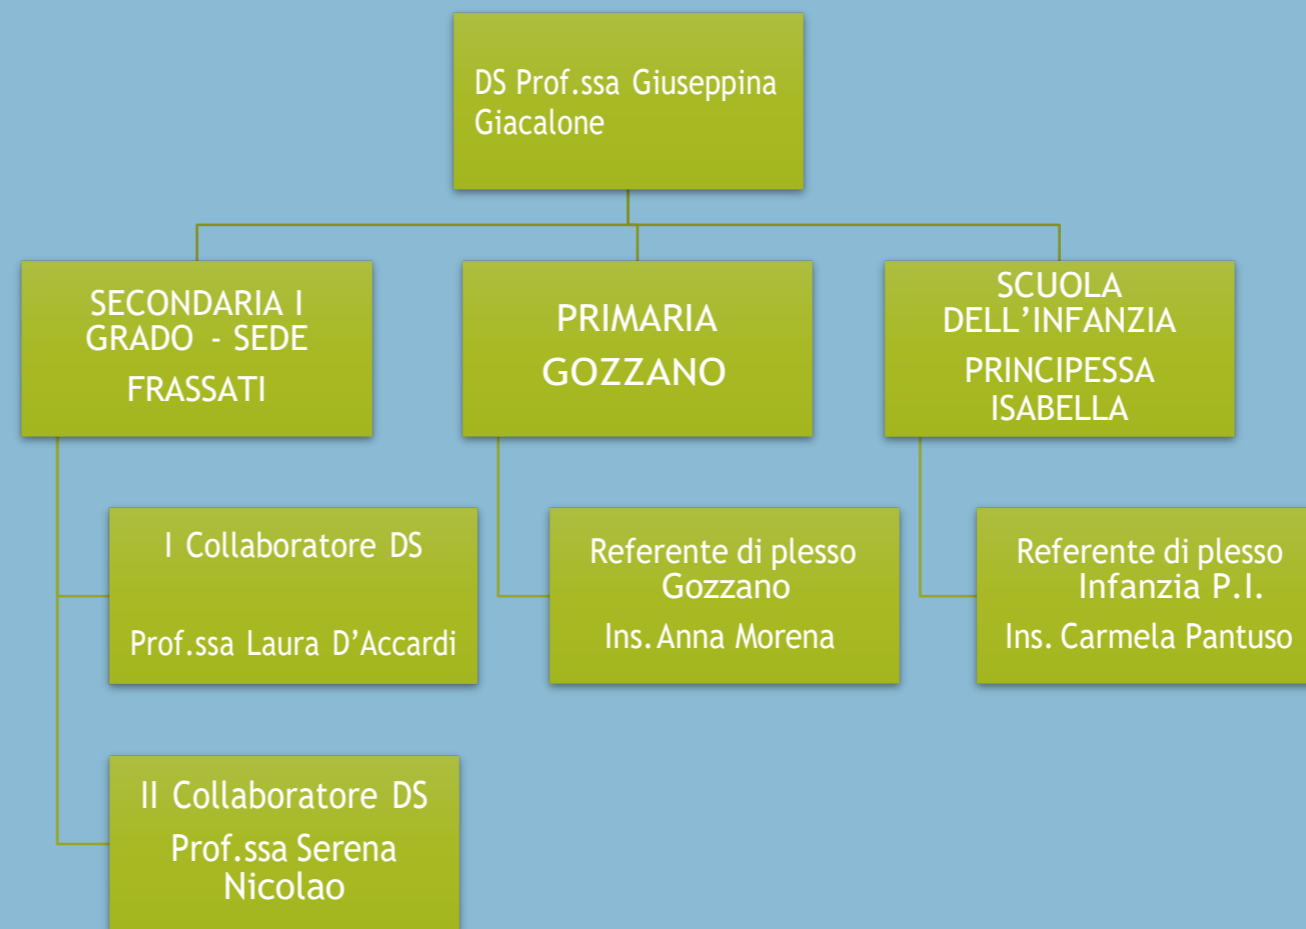 DS Prof.ssa Giuseppina
Giacalone
SECONDARIA I
GRADO - SEDE
FRASSATI
PRIMARIA
GOZZANO
SCUOLA
DELL’INFANZIA
PRINCIPESSA
ISABELLA
I Collaboratore DS
Prof.ssa Laura D’Accardi
Referente di plesso
Gozzano
Ins. Anna Morena
Referente di plesso
Infanzia P.I.
Ins. Carmela Pantuso
II Collaboratore DS
Prof.ssa Serena
Nicolao